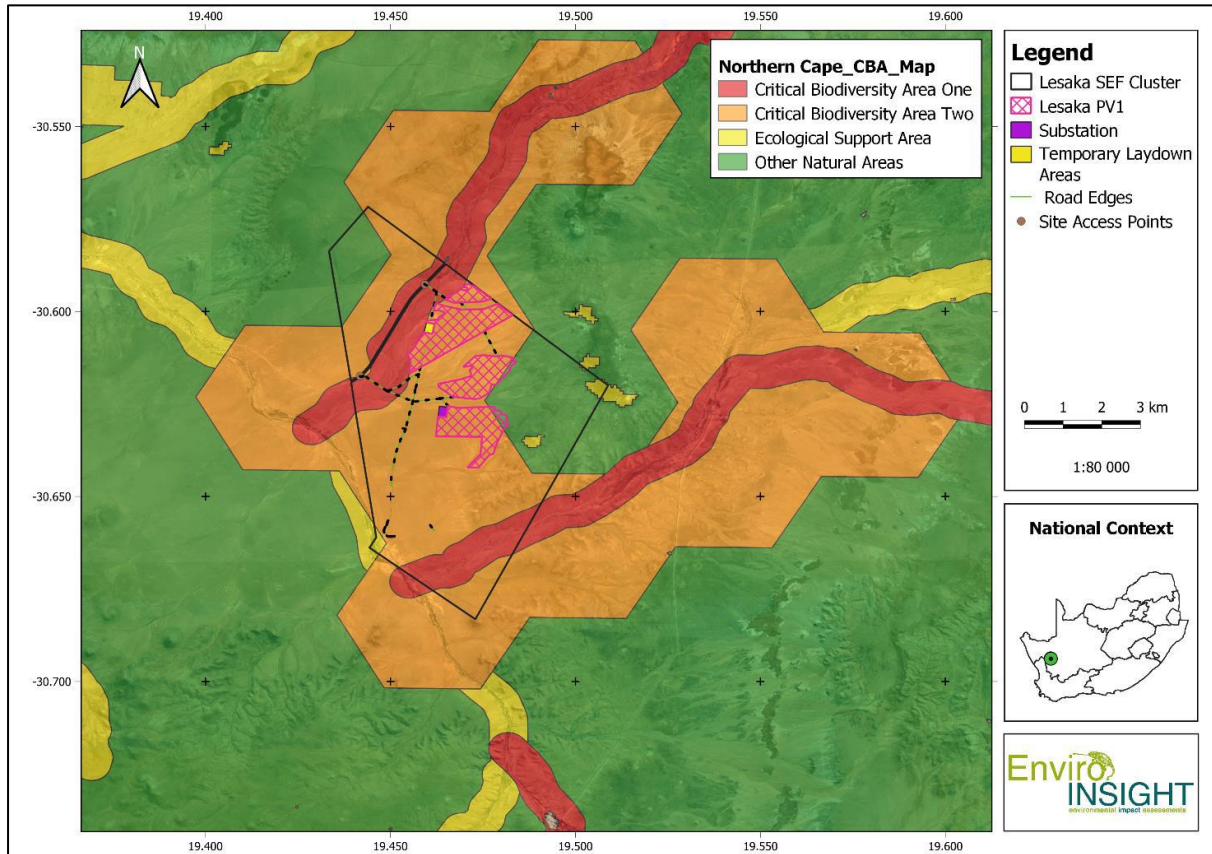 19.400 19.450 19.500 19.550 19.600
N
-30.550
-30.600
-30.650
-30.700
Northern Cape_CBA_Map
Critical Biodiversity Area One
Critical Biodiversity Area Two
Ecological Support Area
Other Natural Areas
19.400 19.450 19.500 19.550 19.600
Legend
Lesaka SEF Cluster
Lesaka PV1
Substation
Temporary Laydown
Areas
Road Edges
Site Access Points
0 1 2 3 km
1:80 000
National Context
Enviro
INSIGHT
environmental impact assessments